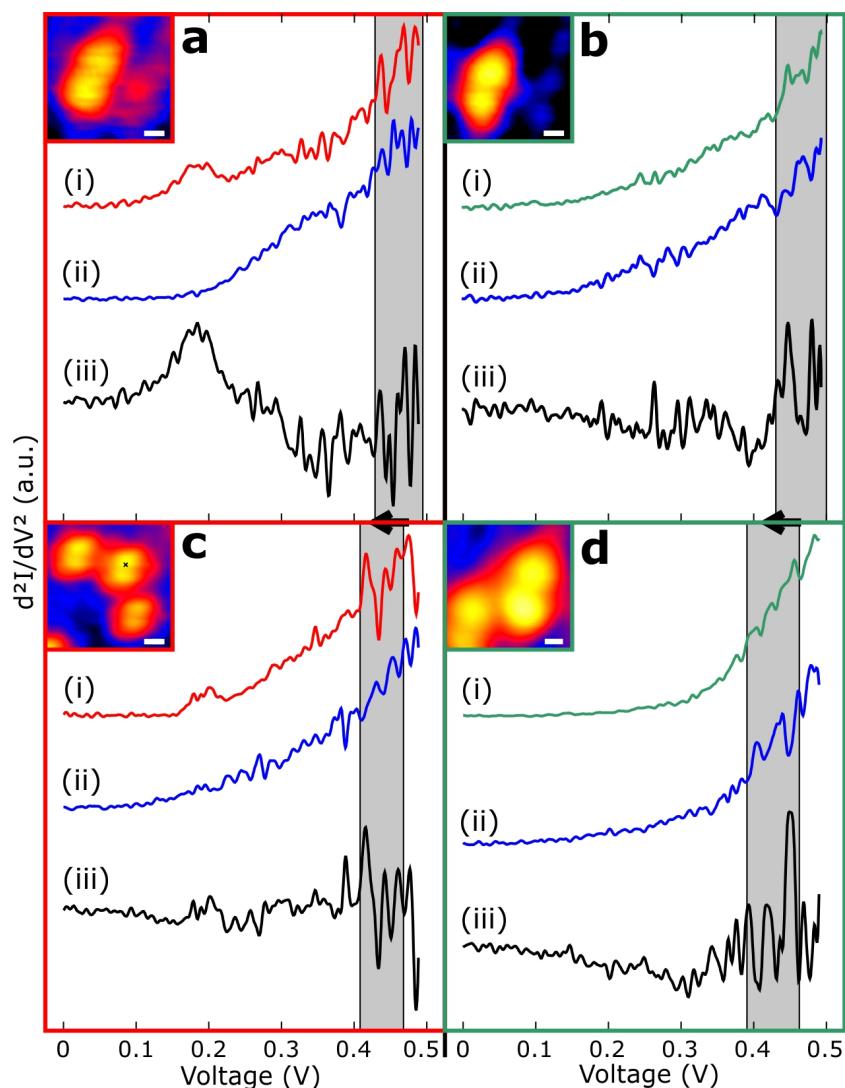 a
(i)
(ii)
(iii)
b
(i)
(ii)
(iii)
d²I/dV² (a.u.)
c
(i)
(ii)
(iii)
d
(i)
(ii)
(iii)
0 0.1 0.2 0.3 0.4 0.5
Voltage (V)
0 0.1 0.2 0.3 0.4 0.5
Voltage (V)